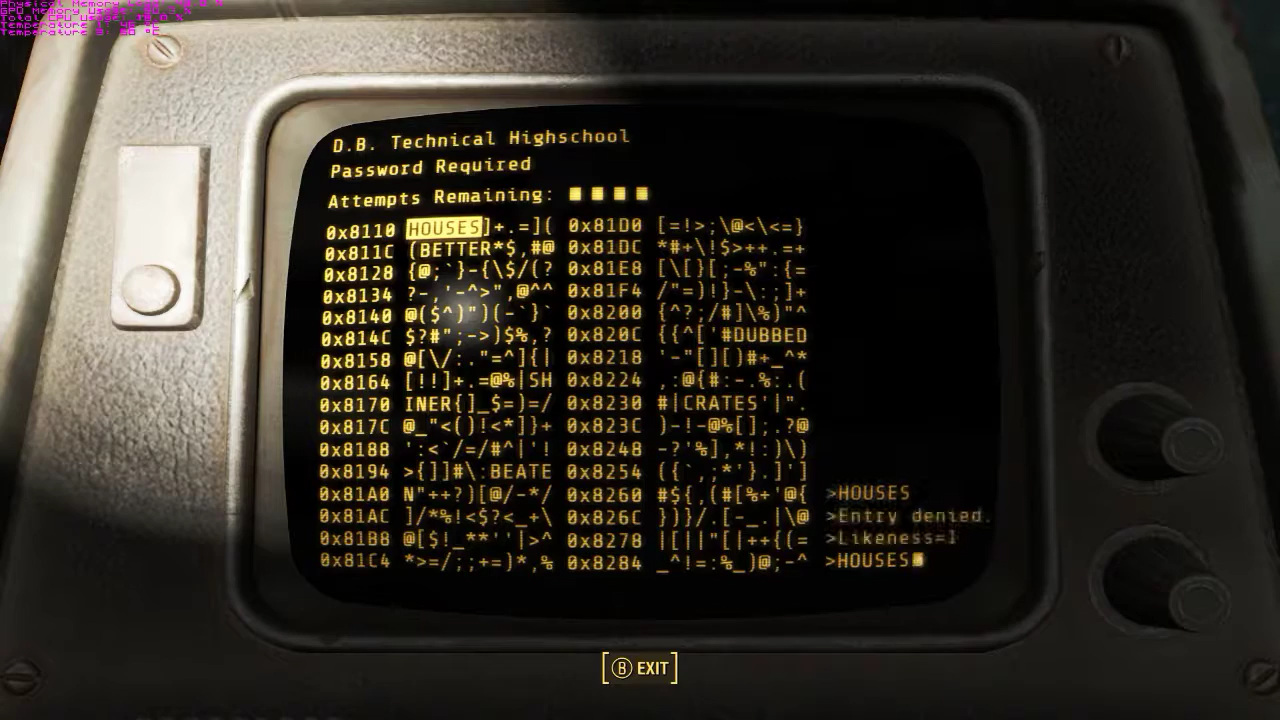 D.B. Technical Highschool
Password Required
Attempts Remaining: ■ ■ ■ ■
0x8110 HOUSES]+.=]( 0x81D0 [=!>;\@<\<=}
0x811C (BETTER*$,#@ 0x81DC *#+\!$>++.=+
0x8128 {@;`}-{\$/(? 0x81E8 [\[}[;-%":{=
0x8134 ?-,'-^>",@^^ 0x81F4 /"=)!}-\:;]+
0x8140 @($^)")(-`}` 0x8200 {^?;/#]\%)"^
0x814C $?#";->)$%,? 0x820C {{^['#DUBBED
0x8158 @[\/:."=^]{| 0x8218 '-"[][)#+_^*
0x8164 [!!]+.=@%|SH 0x8224 ,:@{#:-.%:.(
0x8170 INER{]_$=)=/ 0x8230 #|CRATES'|".
0x817C @_"<()!<*]}+ 0x823C )-!-@%[];.?@
0x8188 ':<`/=/#^|'! 0x8248 -?'%],*!:)\)
0x8194 >{]]#\:BEATE 0x8254 ({`,;*'}.]']
0x81A0 N"++?)[@/-*/ 0x8260 #${,(#[%+'@{ >HOUSES
0x81AC ]/*%!<$?<_+\ 0x826C })}/.[-_.|\@ >Entry denied.
0x81B8 @[$!_**''|>^ 0x8278 |[||"[|++{(= >Likeness=1
0x81C4 *>=/;;+=)*,% 0x8284 _^!=:%_)@;-^ >HOUSES
[Ⓑ EXIT]